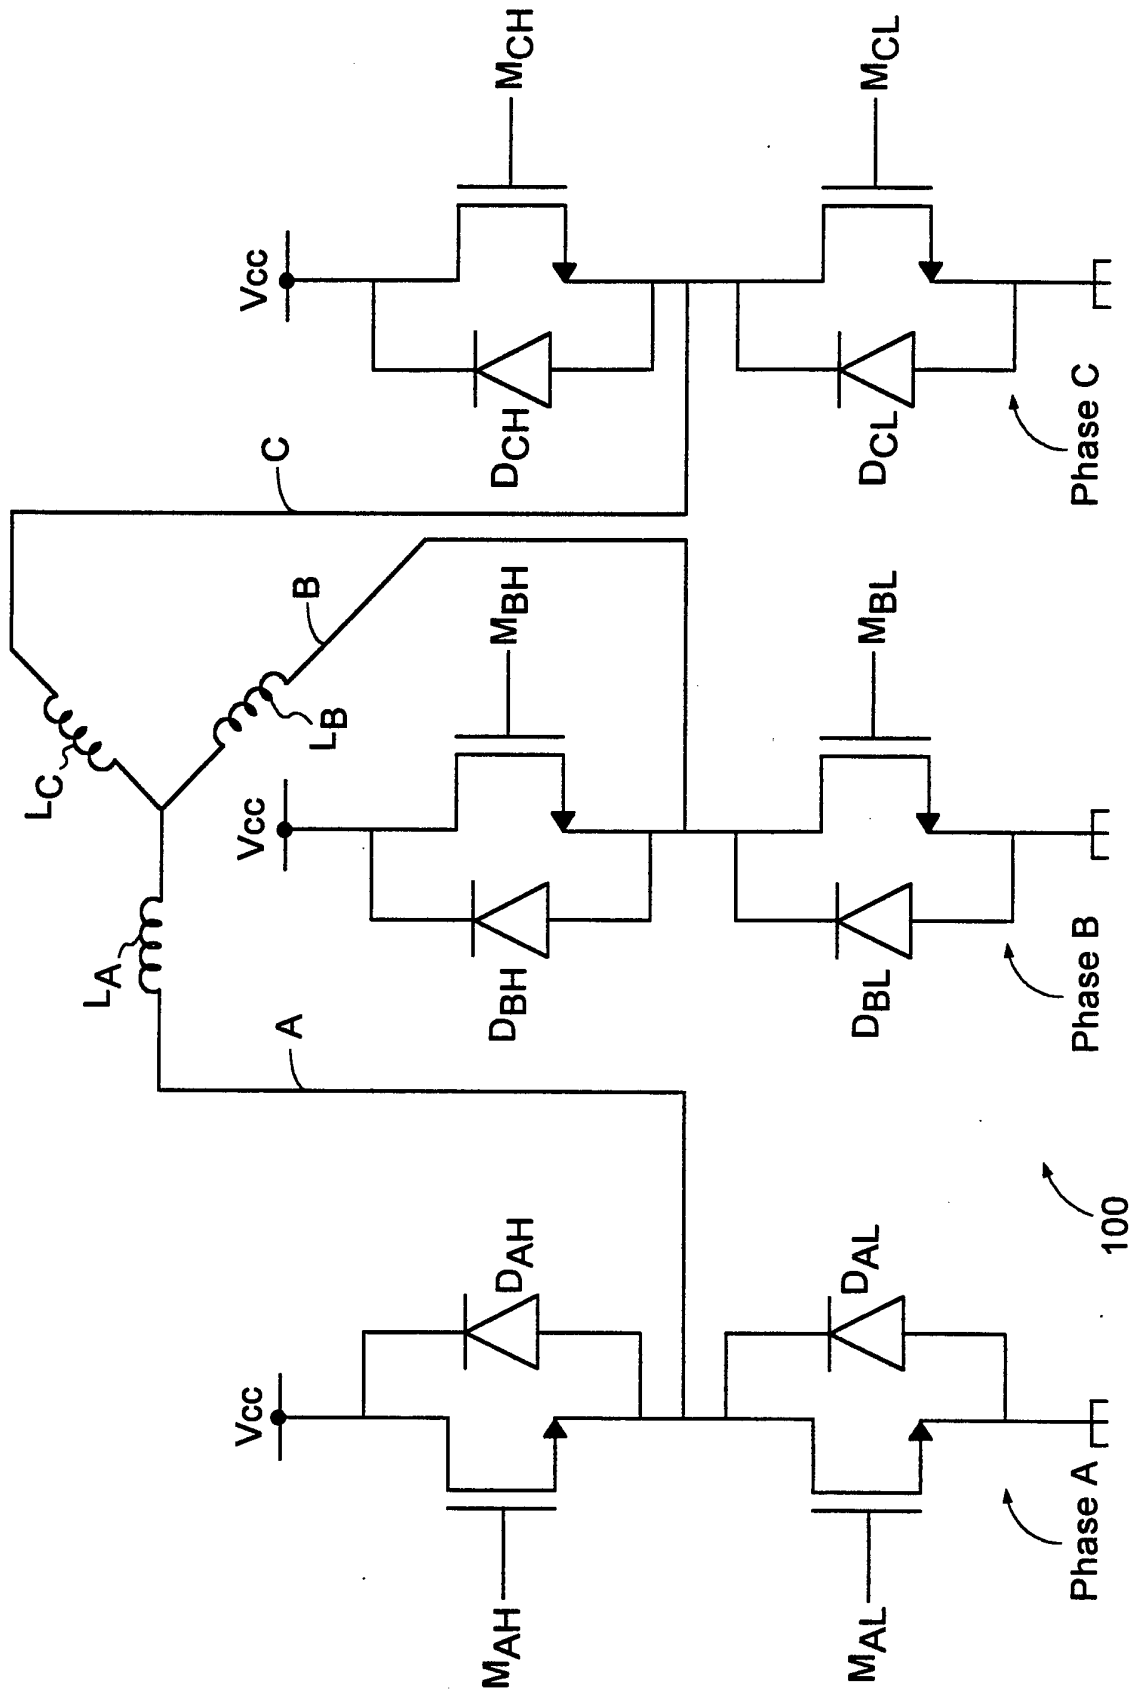 LA
LC
LB
A
B
C
Vcc
Vcc
Vcc
MAH
DAH
DBH
MBH
DCH
MCH
MAL
DAL
DBL
MBL
DCL
MCL
Phase A
100
Phase B
Phase C